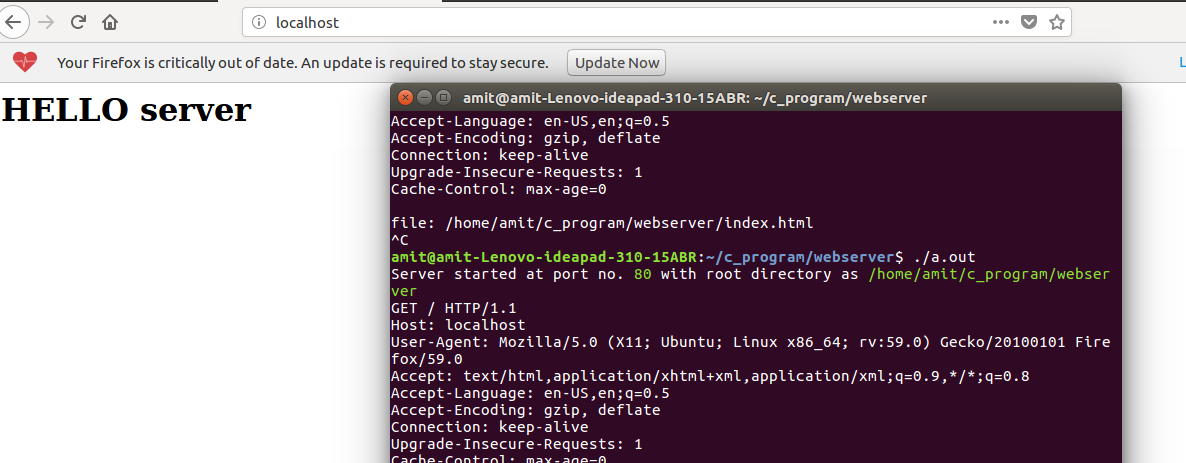 localhost
Your Firefox is critically out of date. An update is required to stay secure. Update Now
HELLO server
amit@amit-Lenovo-ideapad-310-15ABR: ~/c_program/webserver
Accept-Language: en-US,en;q=0.5
Accept-Encoding: gzip, deflate
Connection: keep-alive
Upgrade-Insecure-Requests: 1
Cache-Control: max-age=0
file: /home/amit/c_program/webserver/index.html
^C
amit@amit-Lenovo-ideapad-310-15ABR:~/c_program/webserver$ ./a.out
Server started at port no. 80 with root directory as /home/amit/c_program/webser
ver
GET / HTTP/1.1
Host: localhost
User-Agent: Mozilla/5.0 (X11; Ubuntu; Linux x86_64; rv:59.0) Gecko/20100101 Fire
fox/59.0
Accept: text/html,application/xhtml+xml,application/xml;q=0.9,*/*;q=0.8
Accept-Language: en-US,en;q=0.5
Accept-Encoding: gzip, deflate
Connection: keep-alive
Upgrade-Insecure-Requests: 1
Cache-Control: max-age=0